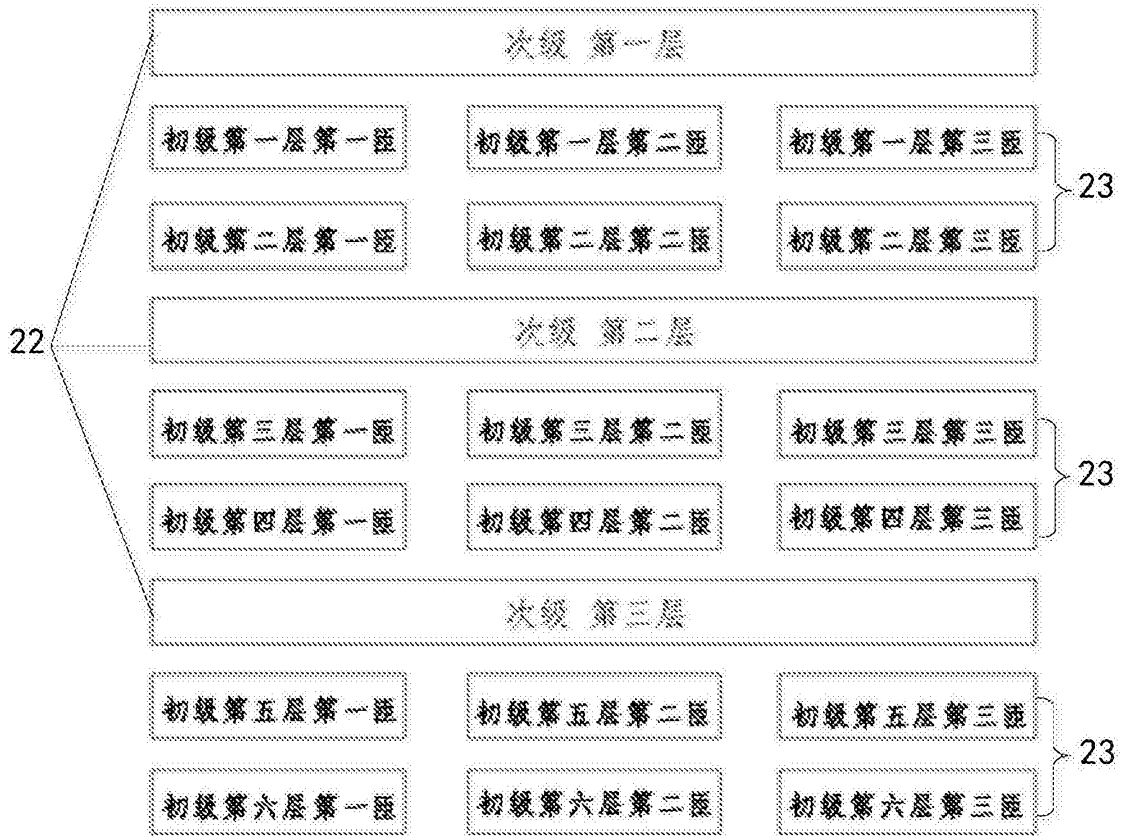 次级 第一层
初级第一层第一匝 初级第一层第二匝 初级第一层第三匝
23
初级第二层第一匝 初级第二层第二匝 初级第二层第三匝
22 次级 第二层
初级第三层第一匝 初级第三层第二匝 初级第三层第三匝
23
初级第四层第一匝 初级第四层第二匝 初级第四层第三匝
次级 第三层
初级第五层第一匝 初级第五层第二匝 初级第五层第三匝
23
初级第六层第一匝 初级第六层第二匝 初级第六层第三匝